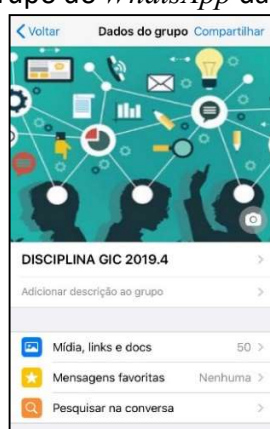 grupo de WhatsApp da
Voltar Dados do grupo Compartilhar
DISCIPLINA GIC 2019.4
Adicionar descrição ao grupo
Mídia, links e docs 50
Mensagens favoritas Nenhuma
Pesquisar na conversa